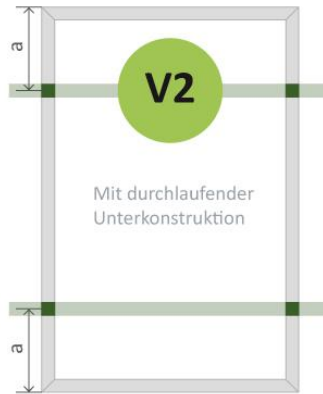 a
V2
Mit durchlaufender
Unterkonstruktion
a